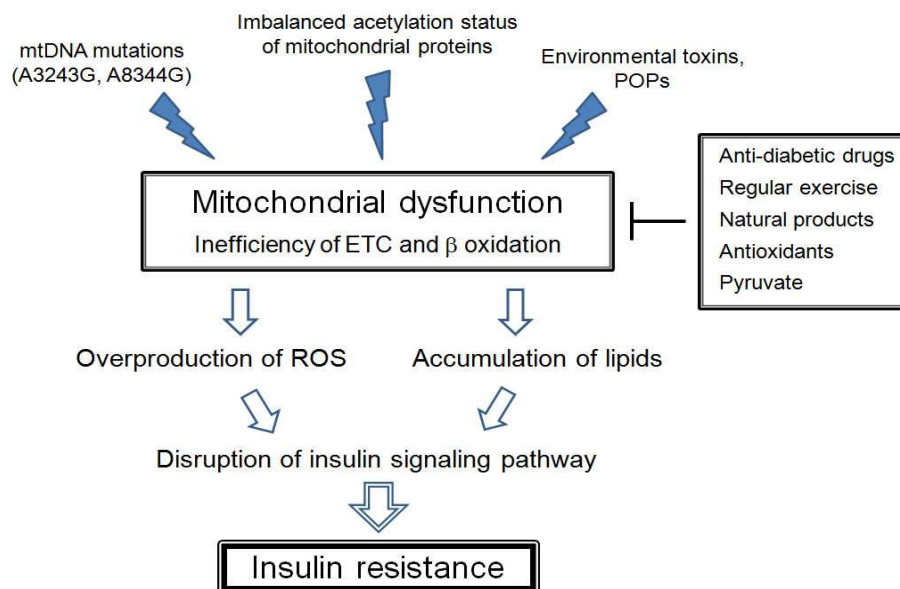 mtDNA mutations
(A3243G, A8344G)
Imbalanced acetylation status
of mitochondrial proteins
Environmental toxins,
POPs
Mitochondrial dysfunction
Inefficiency of ETC and β oxidation
Anti-diabetic drugs
Regular exercise
Natural products
Antioxidants
Pyruvate
Overproduction of ROS
Accumulation of lipids
Disruption of insulin signaling pathway
Insulin resistance